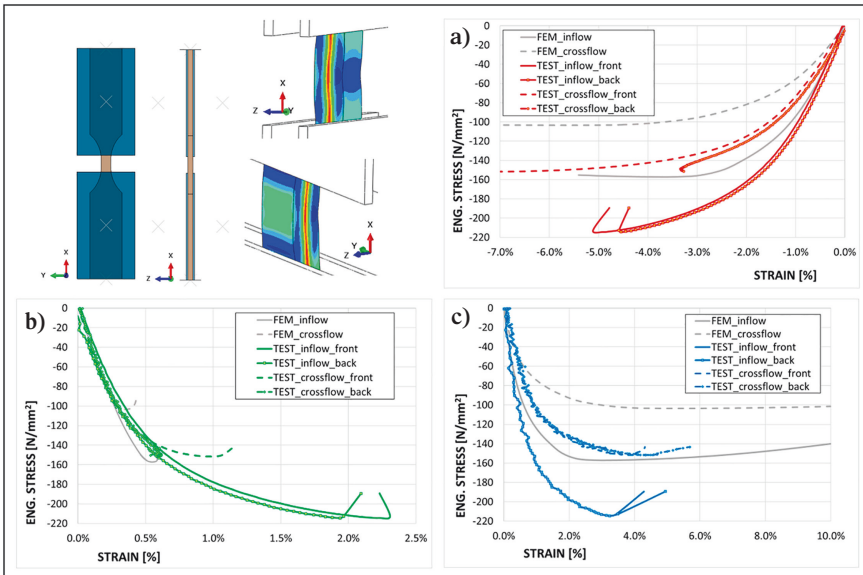 X
Z
Y
X
Y
X
Z
X
Y
Z
a)
FEM_inflow
FEM_crossflow
TEST_inflow_front
TEST_inflow_back
TEST_crossflow_front
TEST_crossflow_back
0
-20
-40
-60
-80
-100
-120
-140
-160
-180
-200
-220
ENG. STRESS [N/mm²]
-7.0% -6.0% -5.0% -4.0% -3.0% -2.0% -1.0% 0.0%
STRAIN [%]
b)
FEM_inflow
FEM_crossflow
TEST_inflow_front
TEST_inflow_back
TEST_crossflow_front
TEST_crossflow_back
0
-20
-40
-60
-80
-100
-120
-140
-160
-180
-200
-220
ENG. STRESS [N/mm²]
0.0% 0.5% 1.0% 1.5% 2.0% 2.5%
STRAIN [%]
c)
FEM_inflow
FEM_crossflow
TEST_inflow_front
TEST_inflow_back
TEST_crossflow_front
TEST_crossflow_back
0
-20
-40
-60
-80
-100
-120
-140
-160
-180
-200
-220
ENG. STRESS [N/mm²]
0.0% 2.0% 4.0% 6.0% 8.0% 10.0%
STRAIN [%]